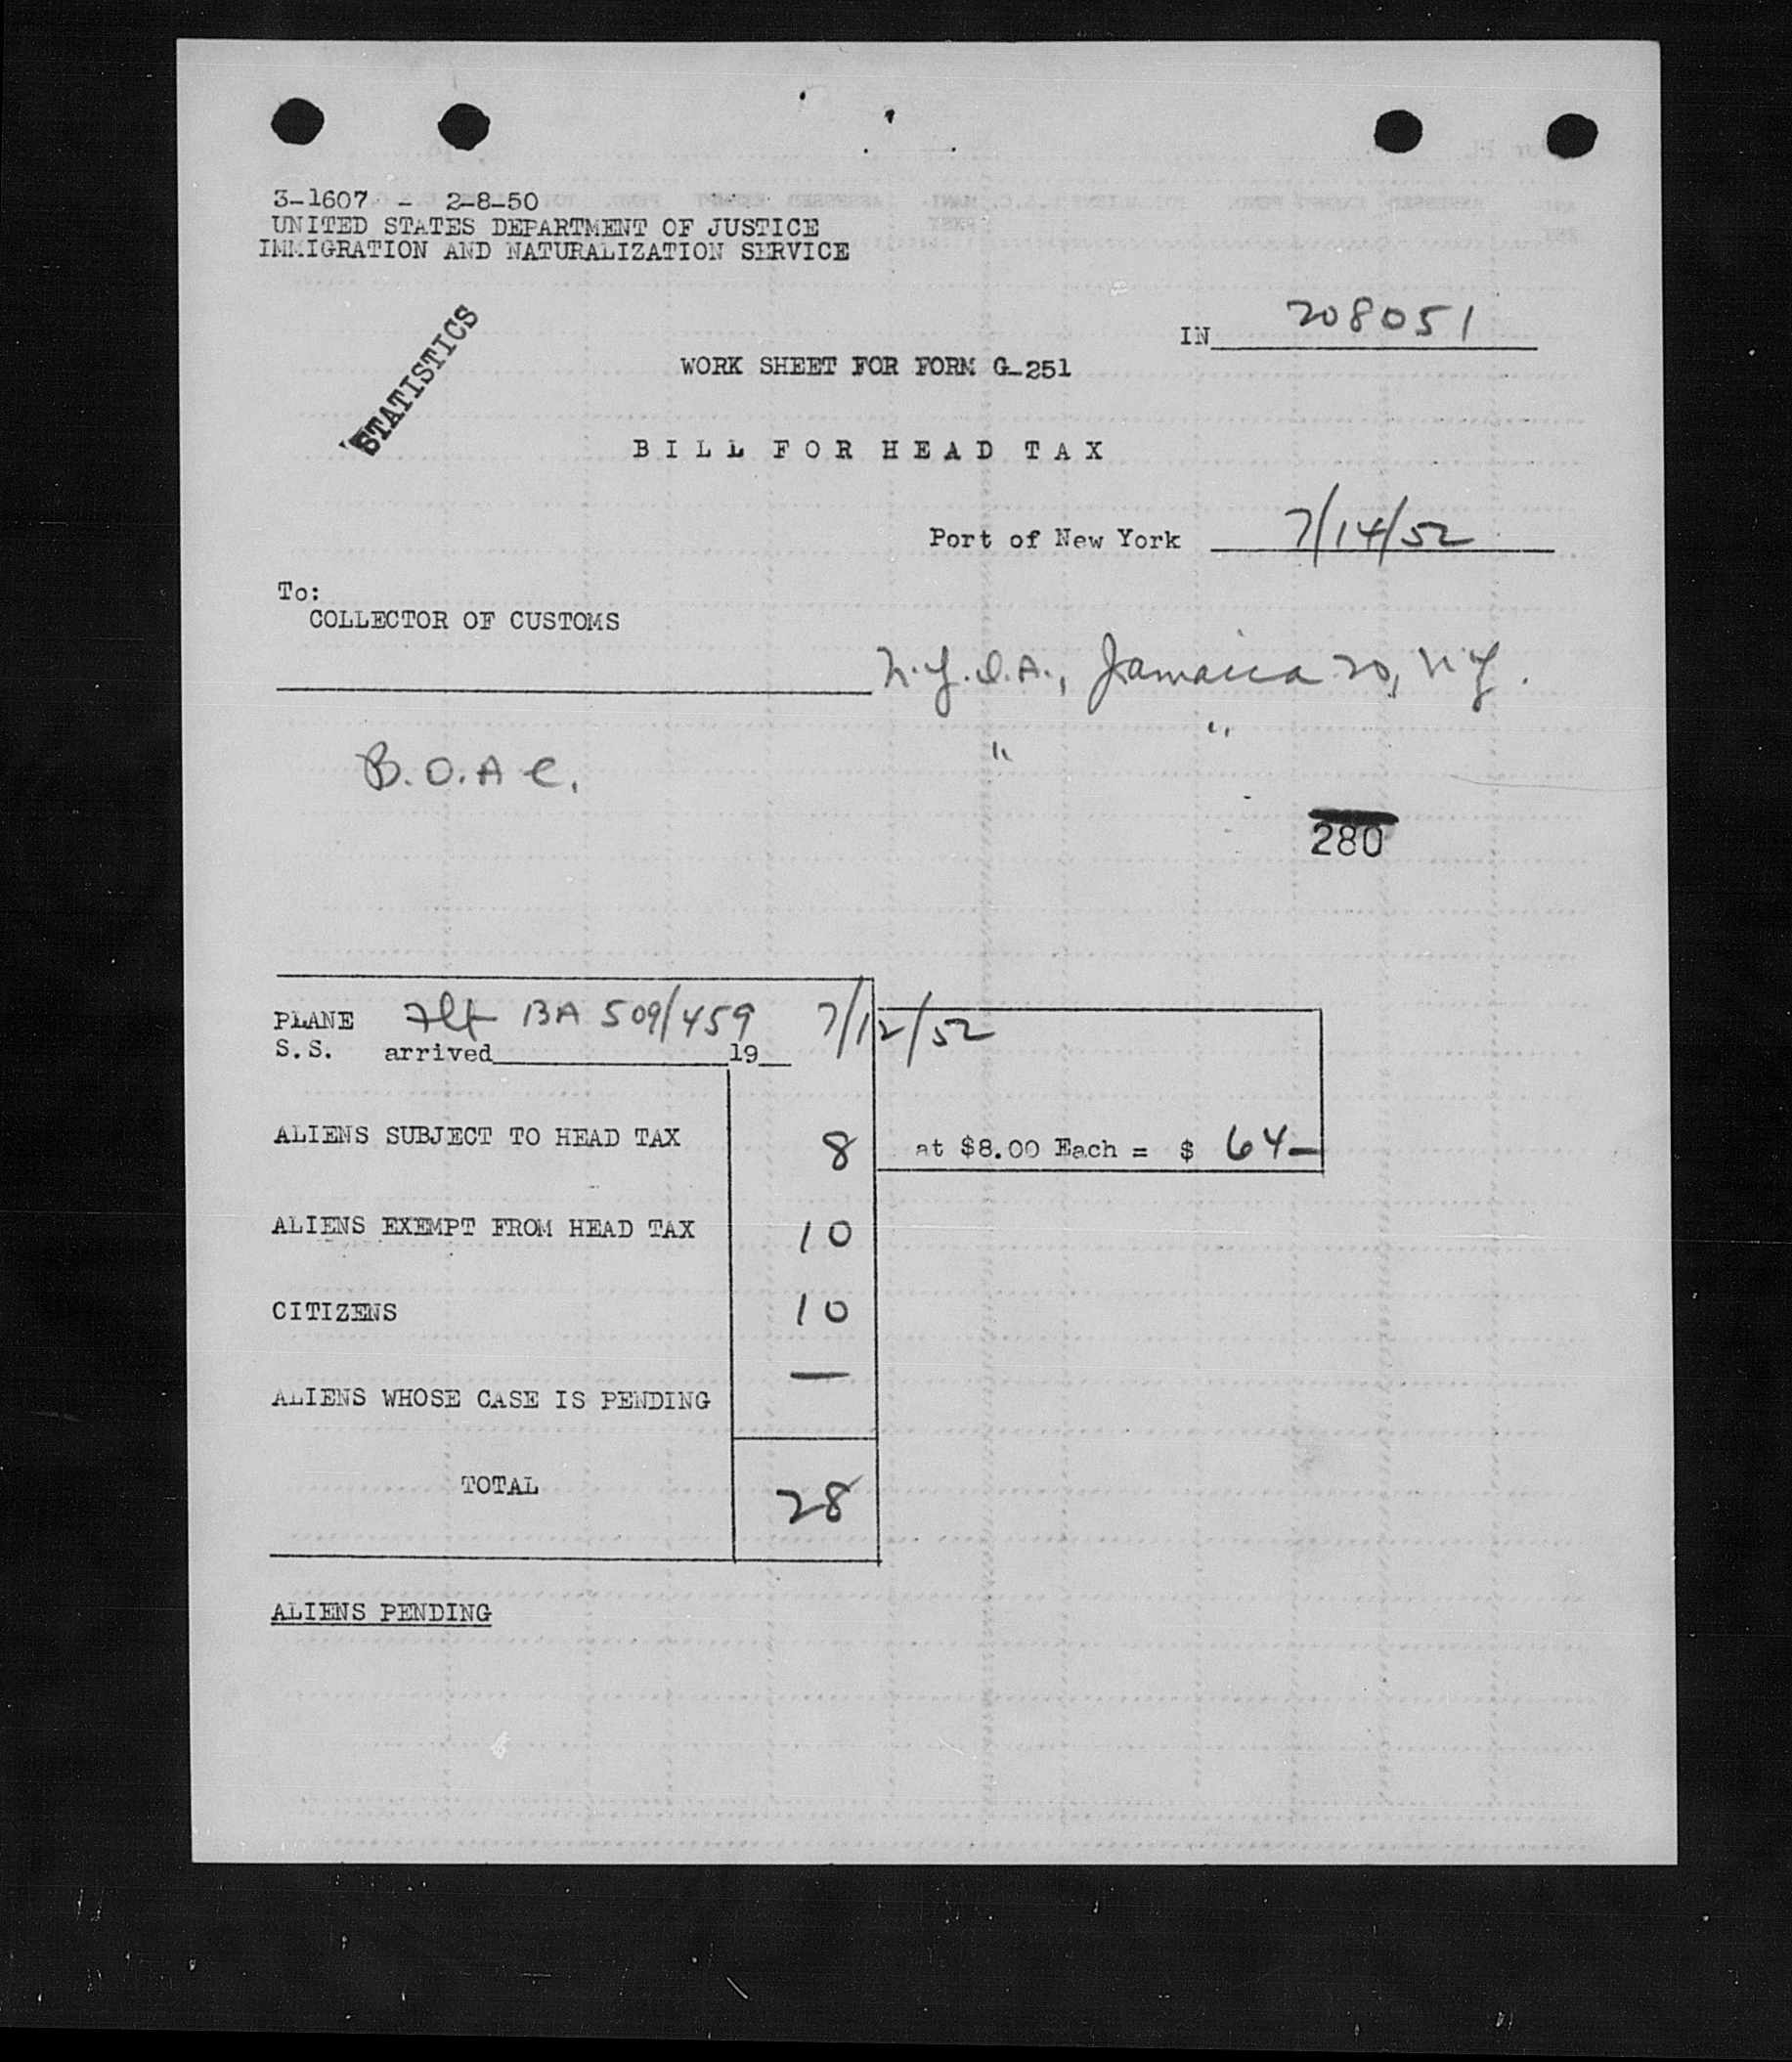 3-1607 - 2-8-50
UNITED STATES DEPARTMENT OF JUSTICE
IMMIGRATION AND NATURALIZATION SERVICE
STATISTICS
IN 208051
WORK SHEET FOR FORM G-251
BILL FOR HEAD TAX
Port of New York 7/14/52
To:
COLLECTOR OF CUSTOMS
N.Y.I.A., Jamaica 20, N.Y.
B.O.A.C. " "
280
PLANE Flt BA 509/459 7/12/52
S.S. arrived 19
ALIENS SUBJECT TO HEAD TAX 8 at $8.00 Each = $ 64-
ALIENS EXEMPT FROM HEAD TAX 10
CITIZENS 10
ALIENS WHOSE CASE IS PENDING —
TOTAL 28
ALIENS PENDING